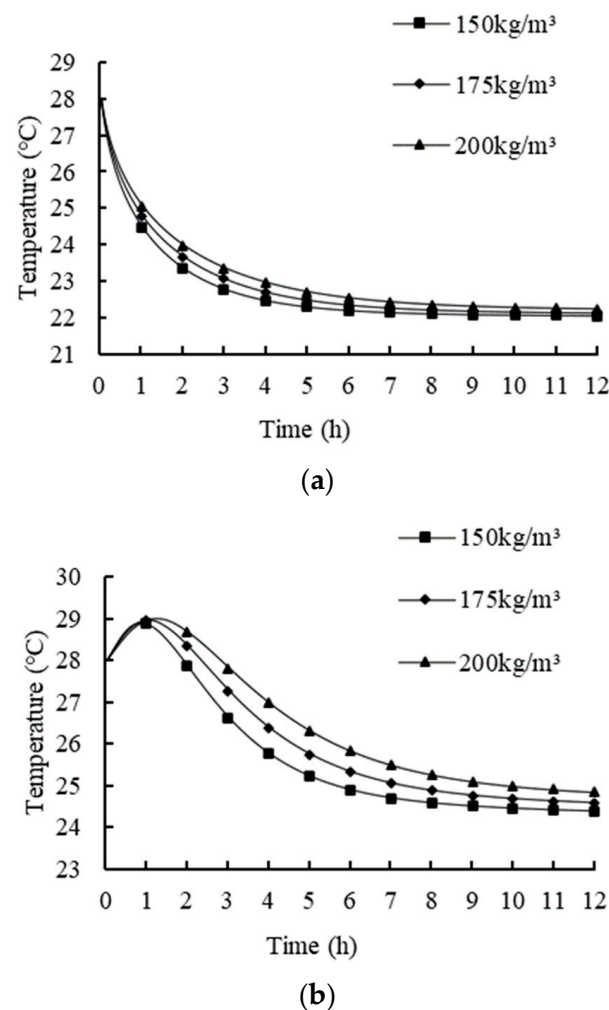 150kg/m³
175kg/m³
200kg/m³
Temperature (°C)
29
28
27
26
25
24
23
22
21
0 1 2 3 4 5 6 7 8 9 10 11 12
Time (h)
(a)
150kg/m³
175kg/m³
200kg/m³
Temperature (°C)
30
29
28
27
26
25
24
23
0 1 2 3 4 5 6 7 8 9 10 11 12
Time (h)
(b)